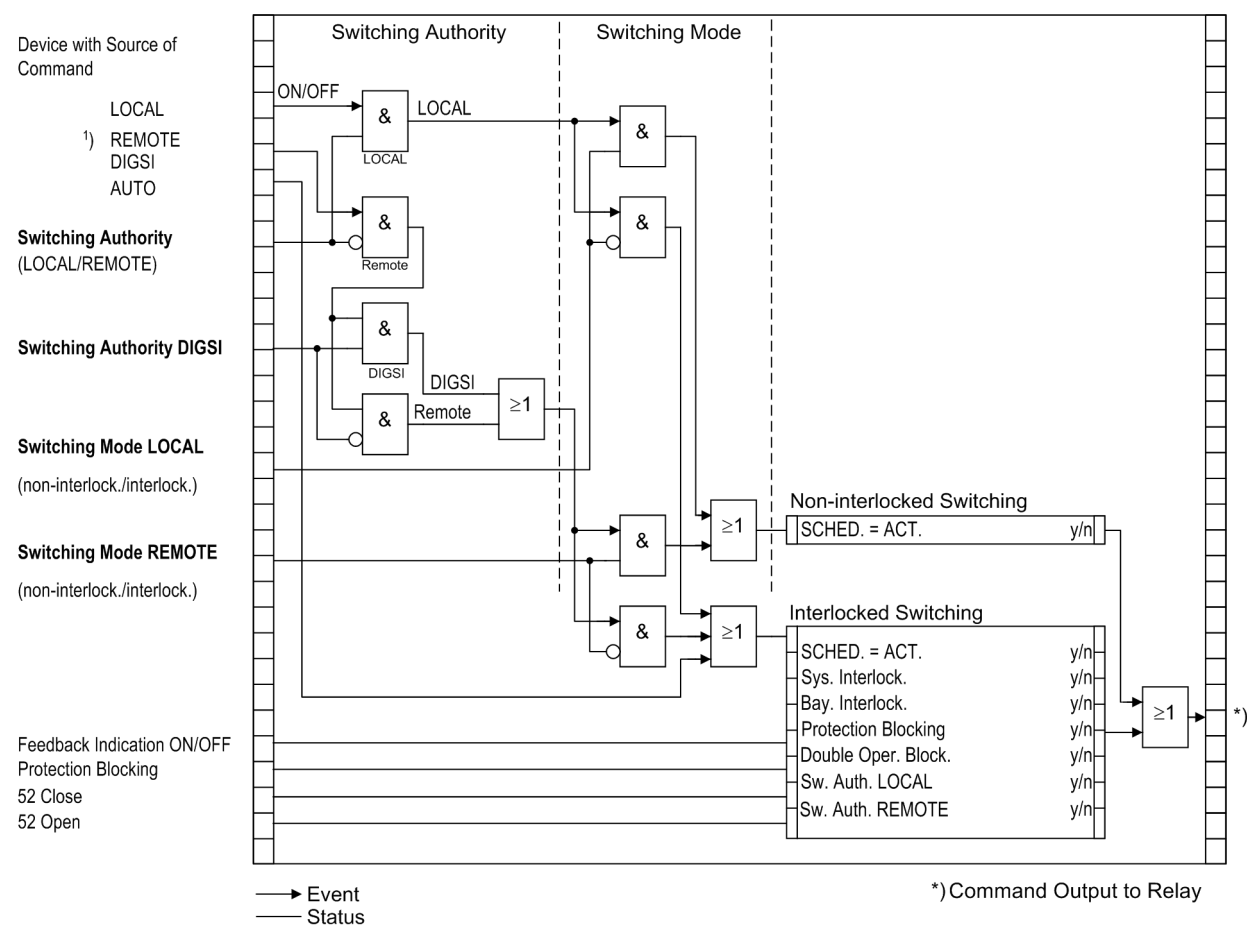 Switching Authority
Switching Mode
Device with Source of
Command
LOCAL
¹) REMOTE
DIGSI
AUTO
ON/OFF
&
LOCAL
LOCAL
&
&
Remote
&
Switching Authority
(LOCAL/REMOTE)
&
DIGSI
Switching Authority DIGSI
DIGSI
≥1
&
Remote
Switching Mode LOCAL
(non-interlock./interlock.)
Switching Mode REMOTE
(non-interlock./interlock.)
&
≥1
&
≥1
Non-interlocked Switching
SCHED. = ACT. y/n
Interlocked Switching
SCHED. = ACT. y/n
Sys. Interlock. y/n
Bay. Interlock. y/n
Protection Blocking y/n
Double Oper. Block. y/n
Sw. Auth. LOCAL y/n
Sw. Auth. REMOTE y/n
≥1
*)
Feedback Indication ON/OFF
Protection Blocking
52 Close
52 Open
Event
Status
*) Command Output to Relay